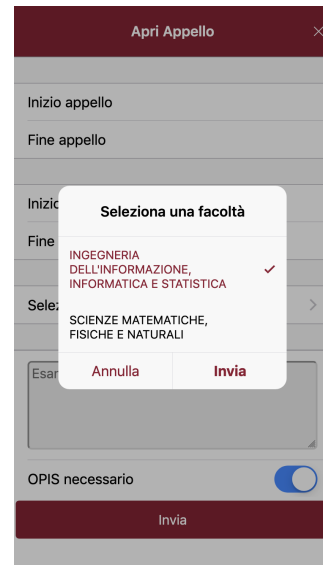 Apri Appello
Inizio appello
Fine appello
Inizio
Seleziona una facoltà
Fine
INGEGNERIA
DELL'INFORMAZIONE,
INFORMATICA E STATISTICA
Selez
SCIENZE MATEMATICHE,
FISICHE E NATURALI
Esar
Annulla
Invia
OPIS necessario
Invia